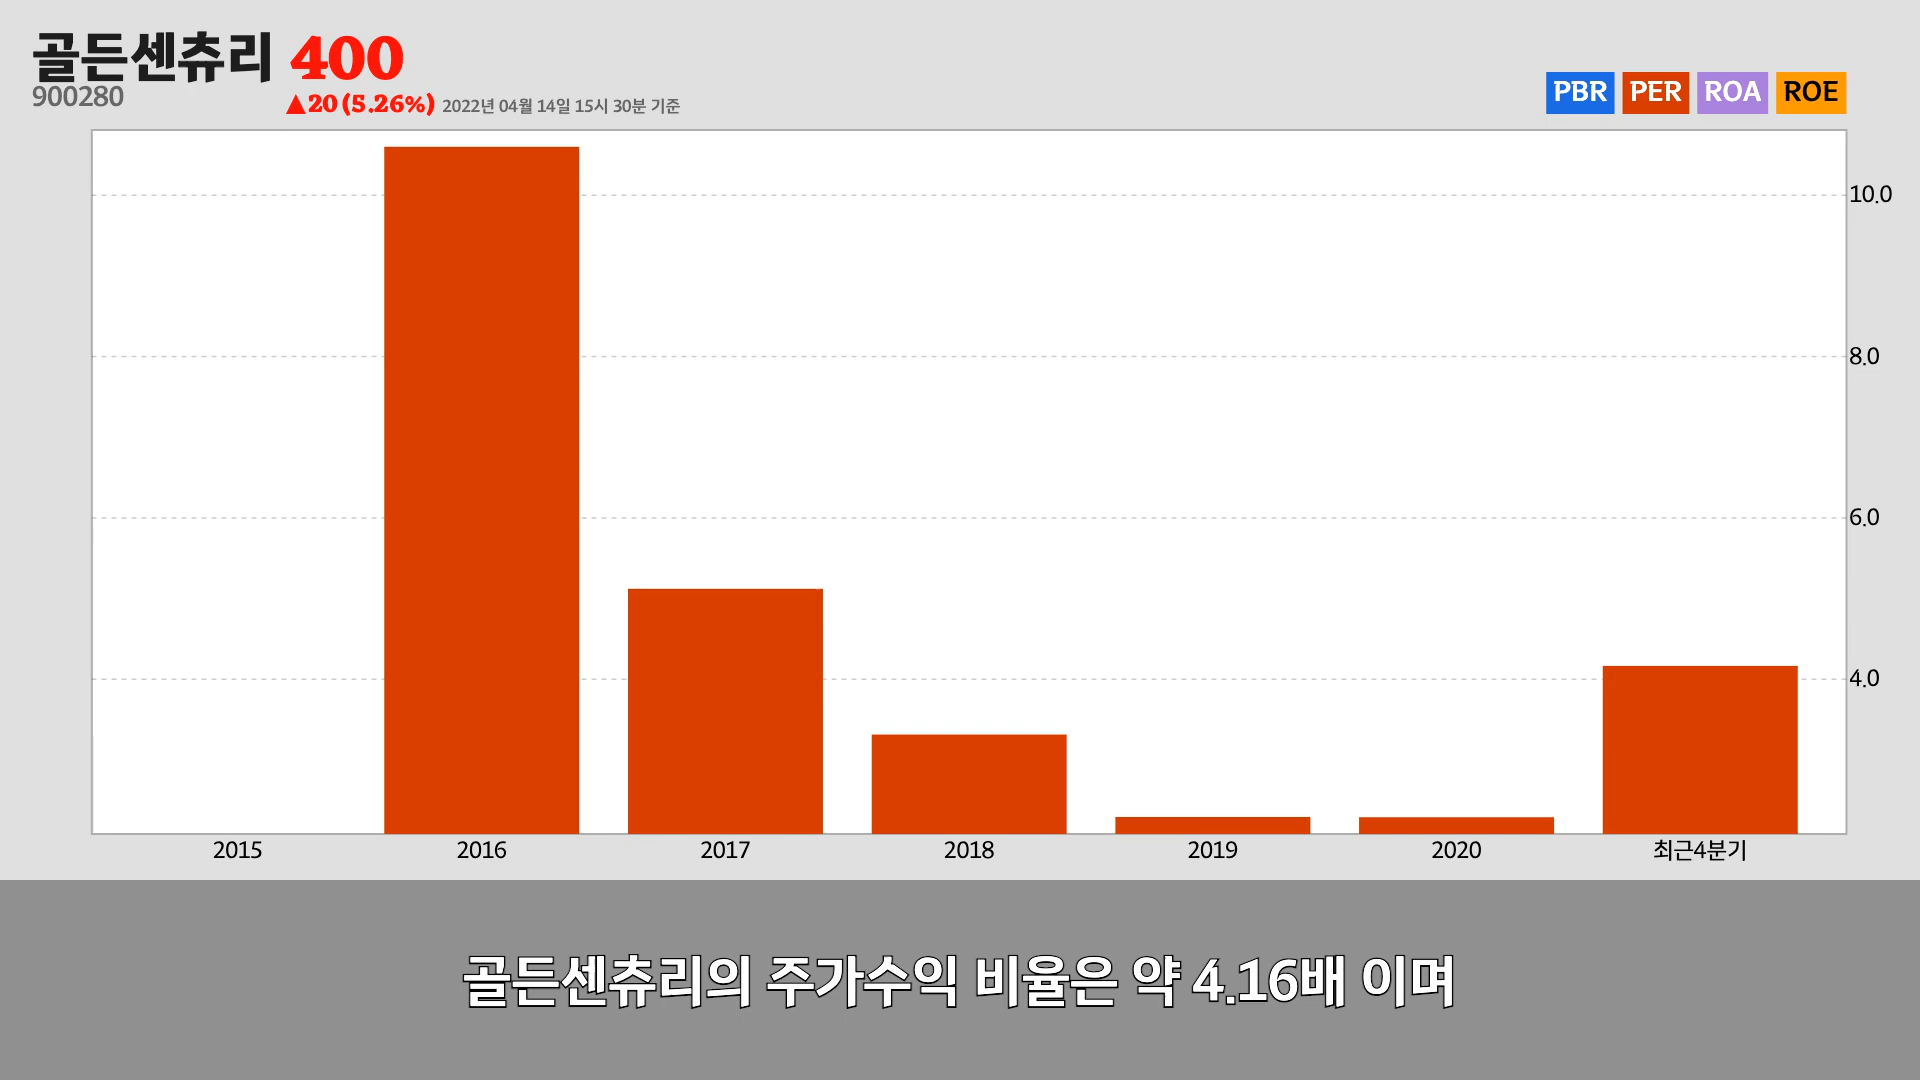 골든센츄리 400
900280
▲20 (5.26%) 2022년 04월 14일 15시 30분 기준
PBR PER ROA ROE
10.0
8.0
6.0
4.0
2015 2016 2017 2018 2019 2020 최근4분기
골든센츄리의 주가수익 비율은 약 4.16배 이며